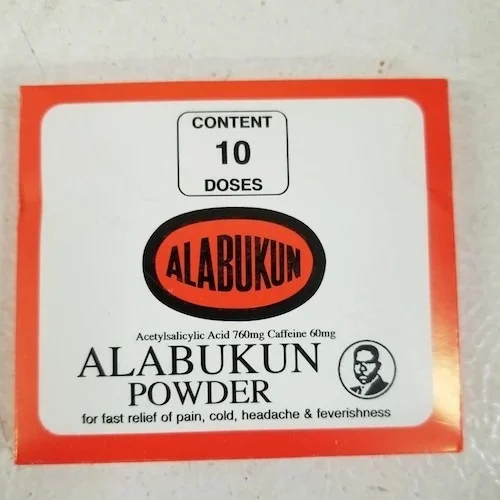 CONTENT
10
DOSES
ALABUKUN
Acetylsalicylic Acid 760mg Caffeine 60mg
ALABUKUN
POWDER
for fast relief of pain, cold, headache & feverishness